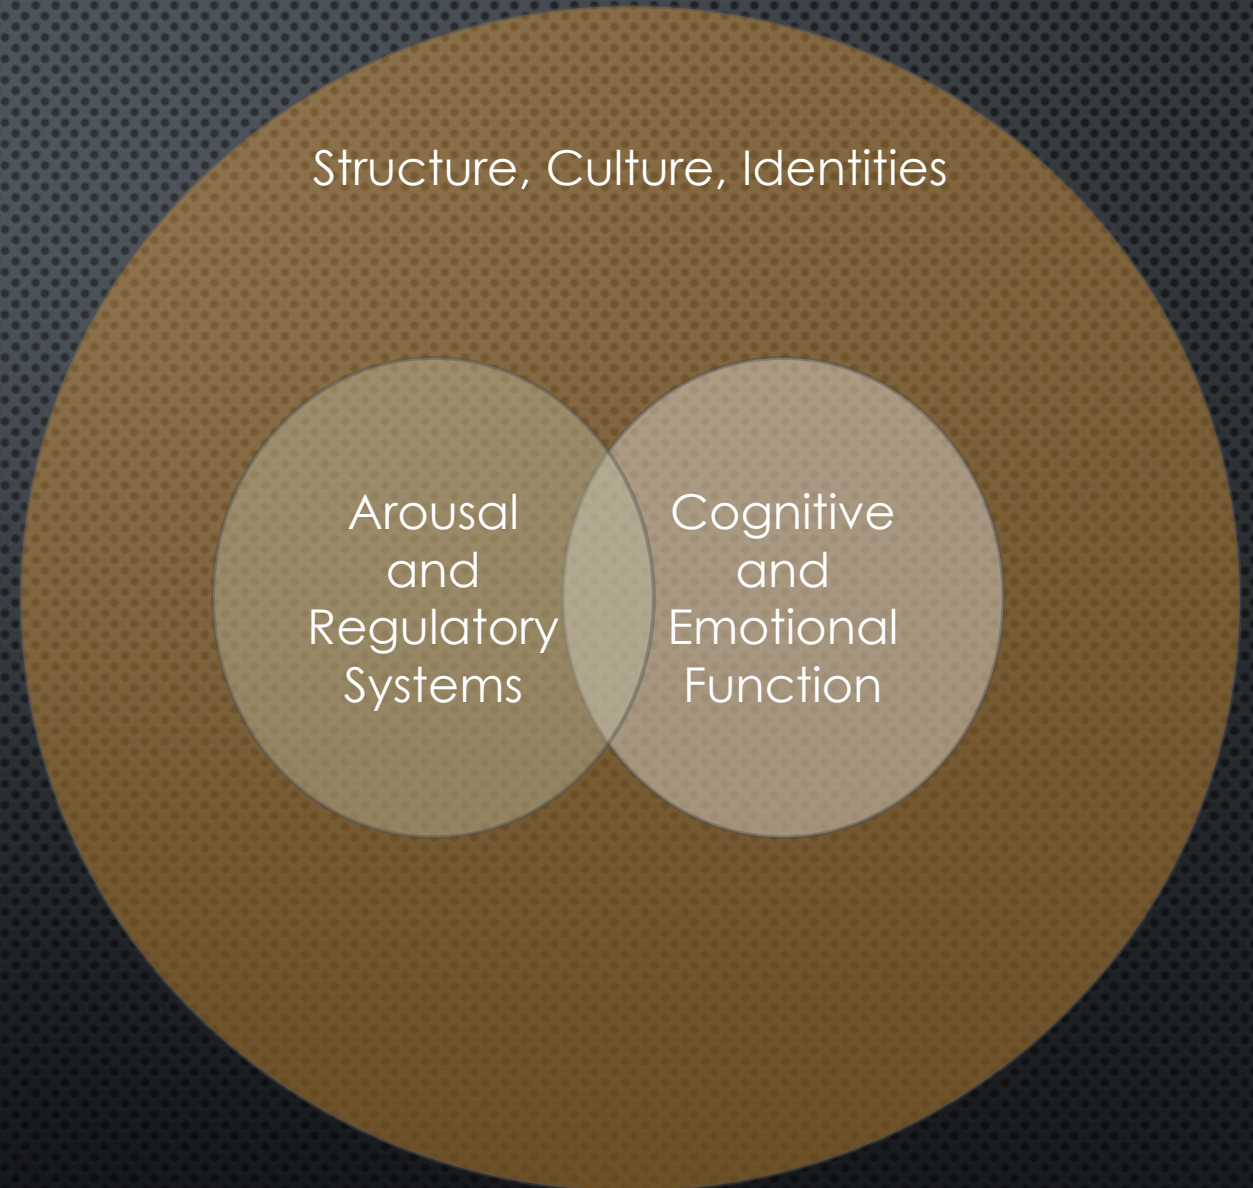 Structure, Culture, Identities
Arousal
and
Regulatory
Systems
Cognitive
and
Emotional
Function